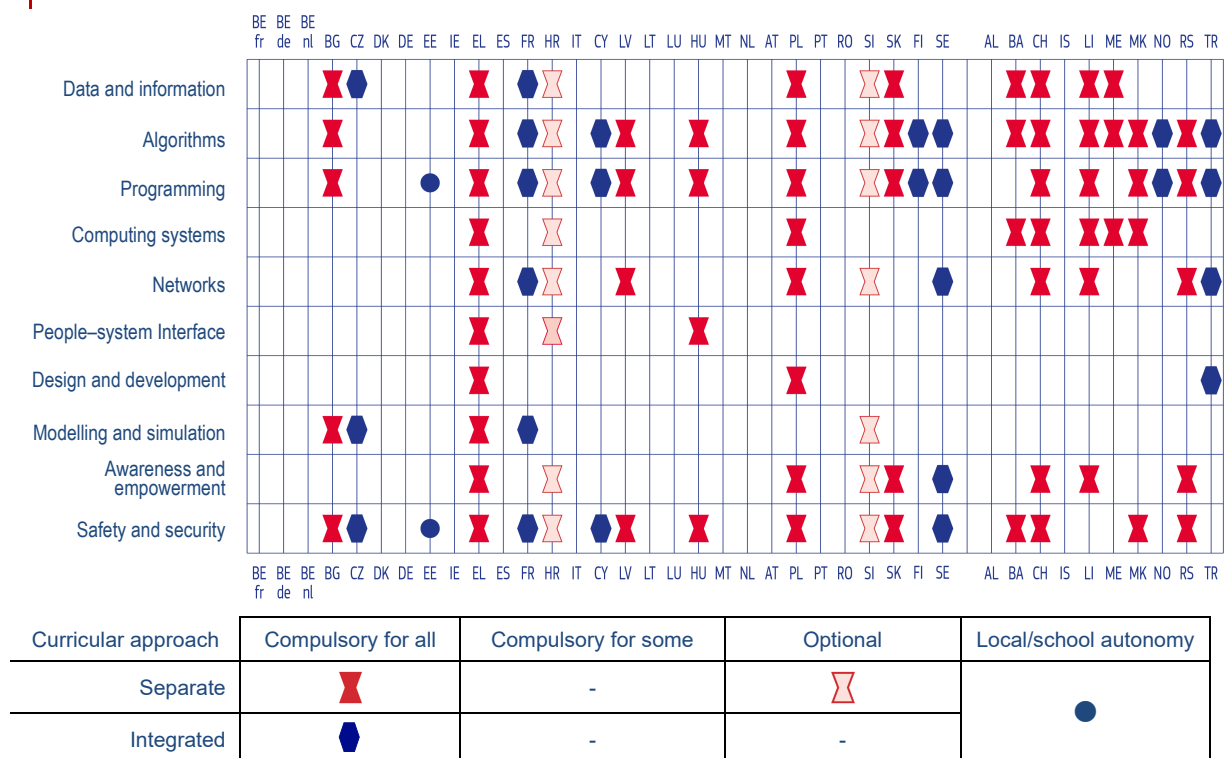 BE BE BE
fr de nl BG CZ DK DE EE IE EL ES FR HR IT CY LV LT LU HU MT NL AT PL PT RO SI SK FI SE AL BA CH IS LI ME MK NO RS TR
Data and information
Algorithms
Programming
Computing systems
Networks
People–system Interface
Design and development
Modelling and simulation
Awareness and
empowerment
Safety and security
BE BE BE BG CZ DK DE EE IE EL ES FR HR IT CY LV LT LU HU MT NL AT PL PT RO SI SK FI SE AL BA CH IS LI ME MK NO RS TR
fr de nl
Curricular approach Compulsory for all Compulsory for some Optional Local/school autonomy
Separate - 
Integrated - -